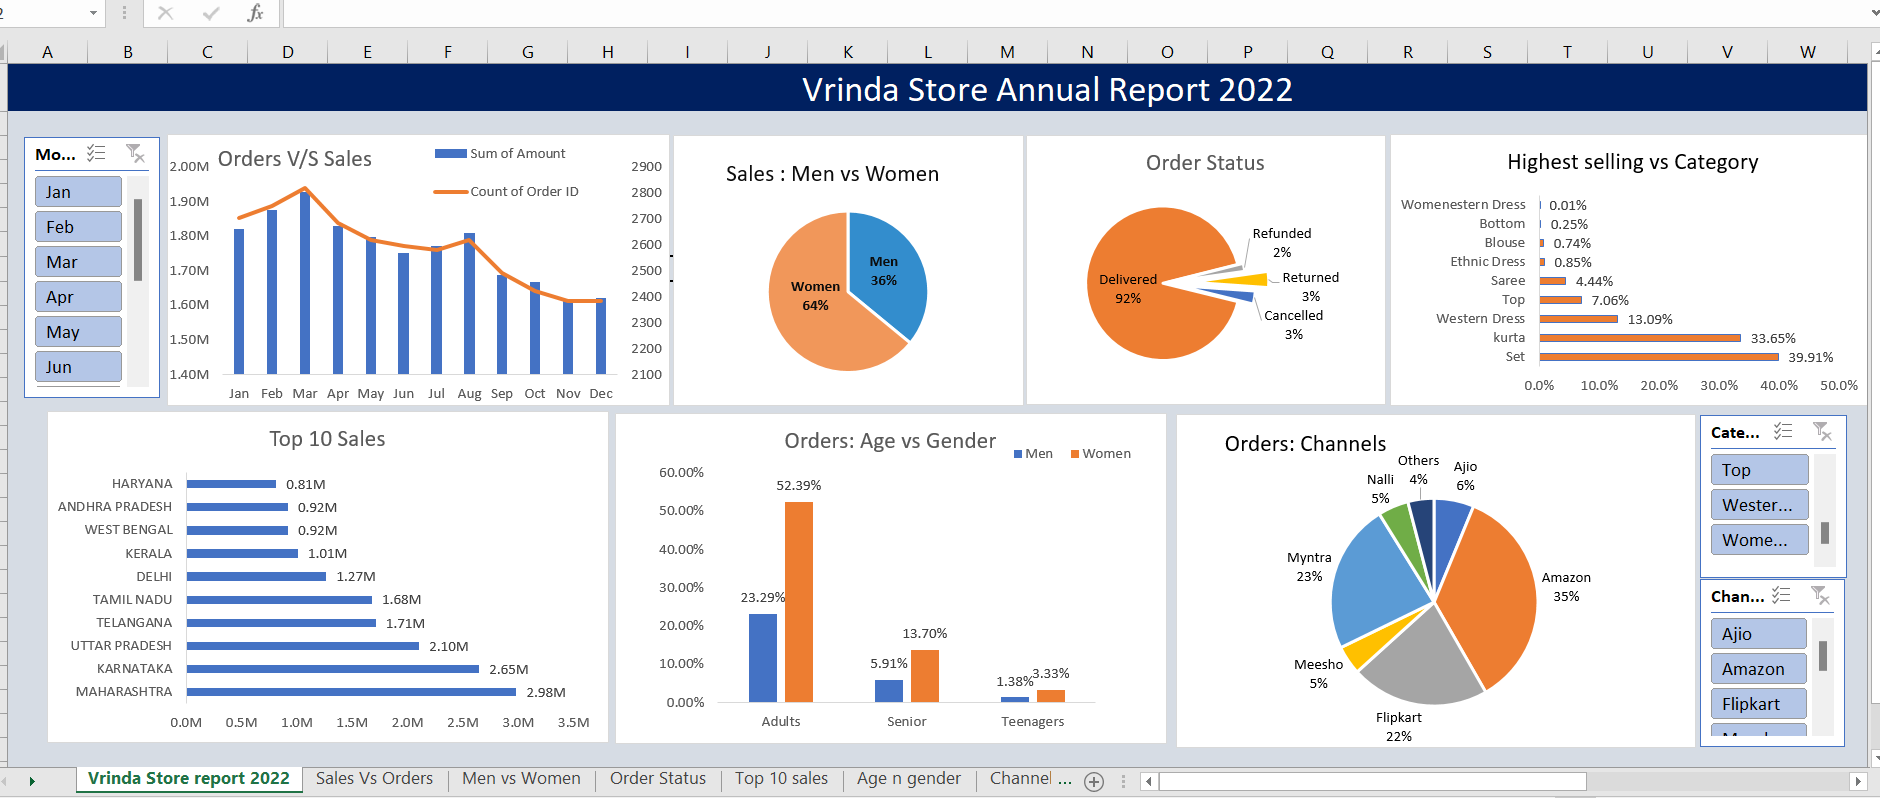 fx
A B C D E F G H I J K L M N O P Q R S T U V W
Vrinda Store Annual Report 2022
Mo...
Jan
Feb
Mar
Apr
May
Jun
Orders V/S Sales
Sum of Amount
Count of Order ID
2.00M
1.90M
1.80M
1.70M
1.60M
1.50M
1.40M
2900
2800
2700
2600
2500
2400
2300
2200
2100
Jan Feb Mar Apr May Jun Jul Aug Sep Oct Nov Dec
Sales : Men vs Women
Men
36%
Women
64%
Order Status
Refunded
2%
Returned
3%
Cancelled
3%
Delivered
92%
Highest selling vs Category
Womenestern Dress 0.01%
Bottom 0.25%
Blouse 0.74%
Ethnic Dress 0.85%
Saree 4.44%
Top 7.06%
Western Dress 13.09%
kurta 33.65%
Set 39.91%
0.0% 10.0% 20.0% 30.0% 40.0% 50.0%
Top 10 Sales
HARYANA 0.81M
ANDHRA PRADESH 0.92M
WEST BENGAL 0.92M
KERALA 1.01M
DELHI 1.27M
TAMIL NADU 1.68M
TELANGANA 1.71M
UTTAR PRADESH 2.10M
KARNATAKA 2.65M
MAHARASHTRA 2.98M
0.0M 0.5M 1.0M 1.5M 2.0M 2.5M 3.0M 3.5M
Orders: Age vs Gender
Men Women
60.00%
50.00%
40.00%
30.00%
20.00%
10.00%
0.00%
23.29% 52.39%
5.91% 13.70%
1.38% 3.33%
Adults Senior Teenagers
Orders: Channels
Others
4%
Ajio
6%
Nalli
5%
Myntra
23%
Amazon
35%
Meesho
5%
Flipkart
22%
Cate...
Top
Wester...
Wome...
Chan...
Ajio
Amazon
Flipkart
Vrinda Store report 2022 Sales Vs Orders Men vs Women Order Status Top 10 sales Age n gender Channel ...